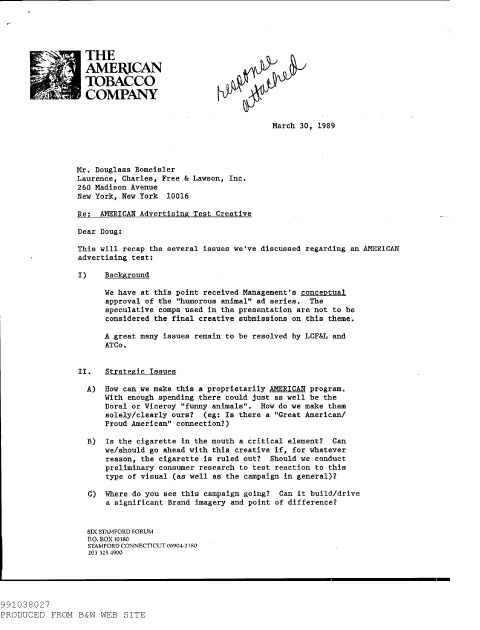 THE
AMERICAN
TOBACCO
COMPANY
response
attached
March 30, 1989
Mr. Douglass Bomeisler
Laurence, Charles, Free & Lawson, Inc.
260 Madison Avenue
New York, New York 10016
Re: AMERICAN Advertising Test Creative
Dear Doug:
This will recap the several issues we've discussed regarding an AMERICAN
advertising test:
I) Background
We have at this point received Management's conceptual
approval of the "humorous animal" ad series. The
speculative comps used in the presentation are not to be
considered the final creative submissions on this theme.
A great many issues remain to be resolved by LCF&L and
ATCo.
II. Strategic Issues
A) How can we make this a proprietarily AMERICAN program.
With enough spending there could just as well be the
Doral or Viceroy "funny animals". How do we make them
solely/clearly ours? (eg: Is there a "Great American/
Proud American" connection?)
B) Is the cigarette in the mouth a critical element? Can
we/should go ahead with this creative if, for whatever
reason, the cigarette is ruled out? Should we conduct
preliminary consumer research to test reaction to this
type of visual (as well as the campaign in general)?
C) Where do you see this campaign going? Can it build/drive
a significant Brand imagery and point of difference?
SIX STAMFORD FORUM
P.O. BOX 10380
STAMFORD CONNECTICUT 06904-2380
203 325 4900
991038027
PRODUCED FROM B&W WEB SITE